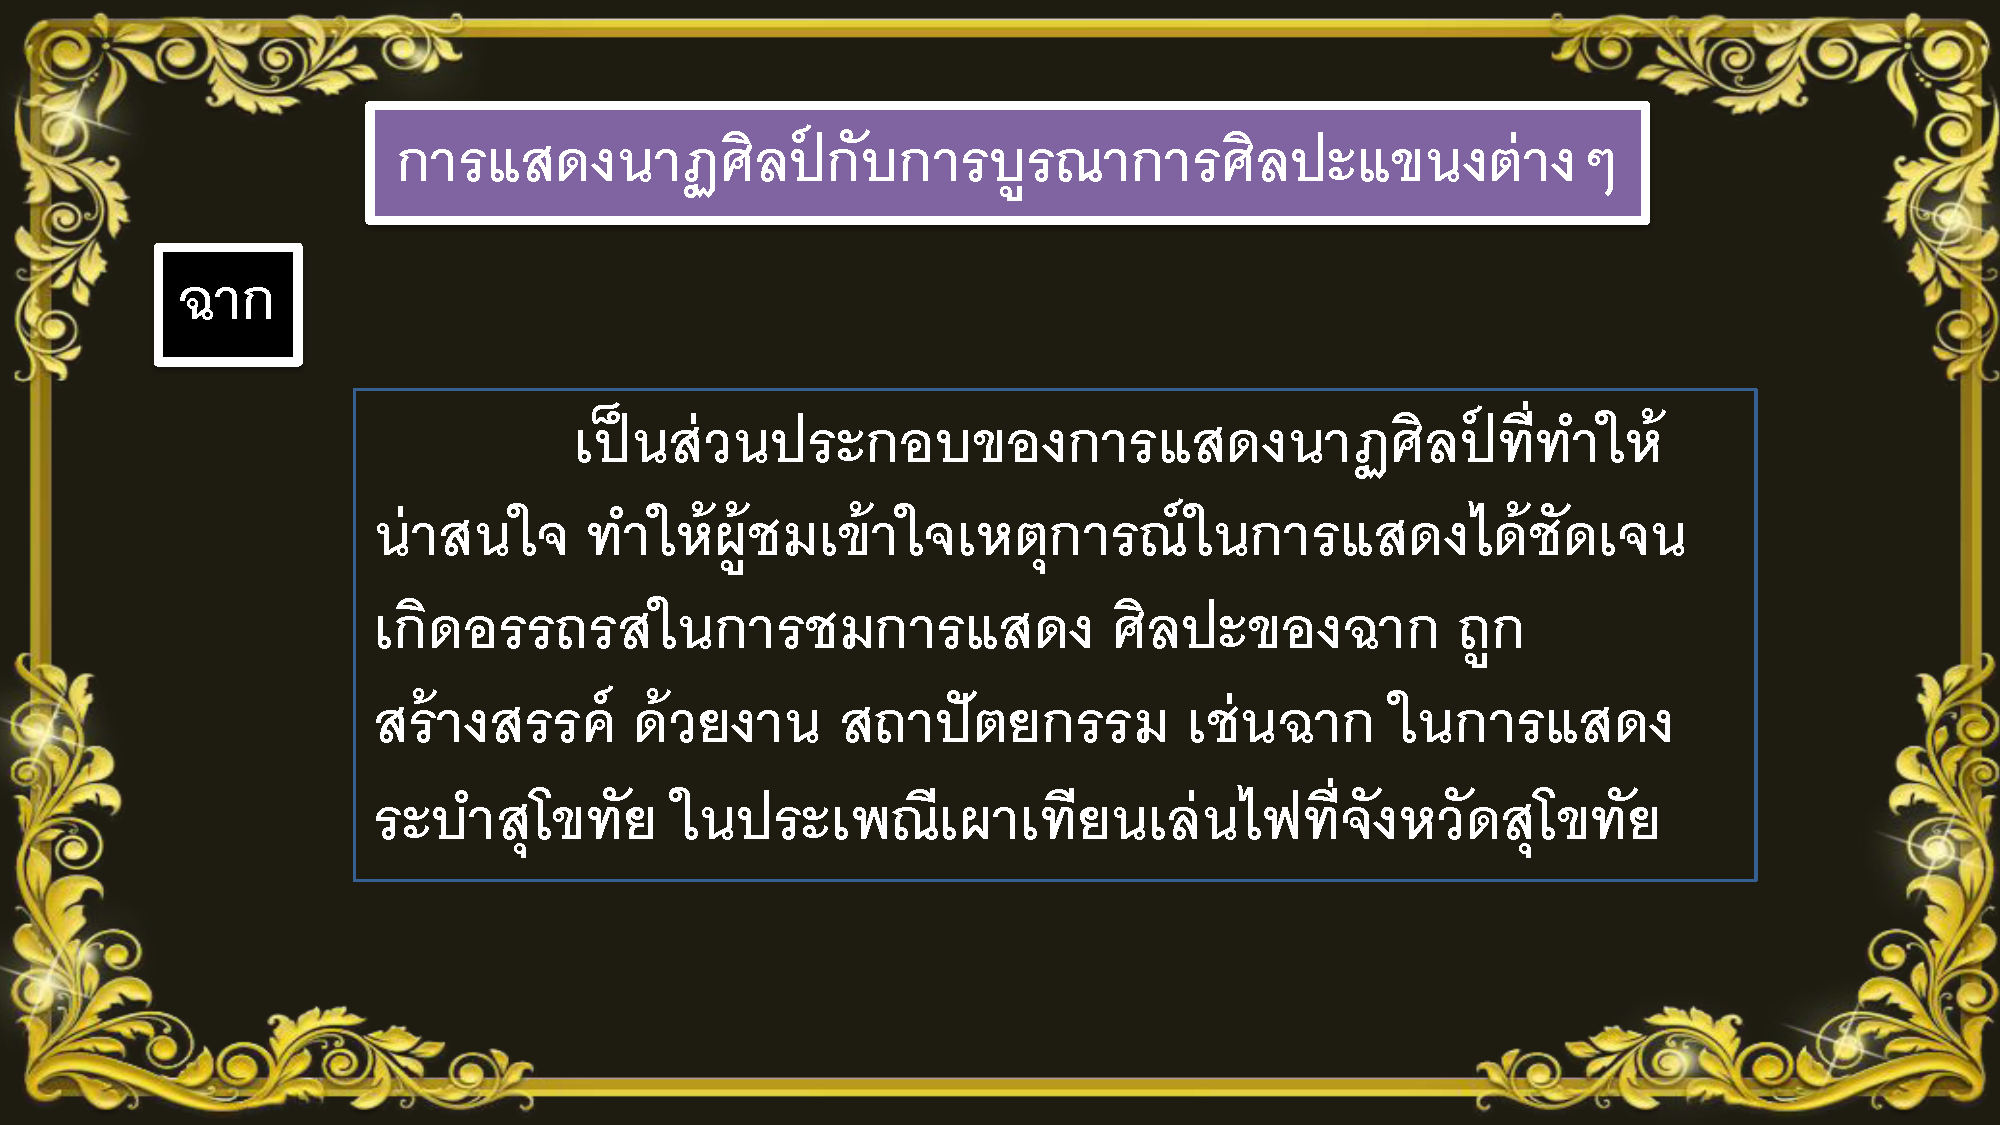 การแสดงนาฏศิลป์กับการบูรณาการศิลปะแขนงต่าง ๆ
ฉาก
เป็นส่วนประกอบของการแสดงนาฏศิลป์ที่ทำให้
น่าสนใจ ทำให้ผู้ชมเข้าใจเหตุการณ์ในการแสดงได้ชัดเจน
เกิดอรรถรสในการชมการแสดง ศิลปะของฉาก ถูก
สร้างสรรค์ ด้วยงาน สถาปัตยกรรม เช่นฉาก ในการแสดง
ระบำสุโขทัย ในประเพณีเผาเทียนเล่นไฟที่จังหวัดสุโขทัย